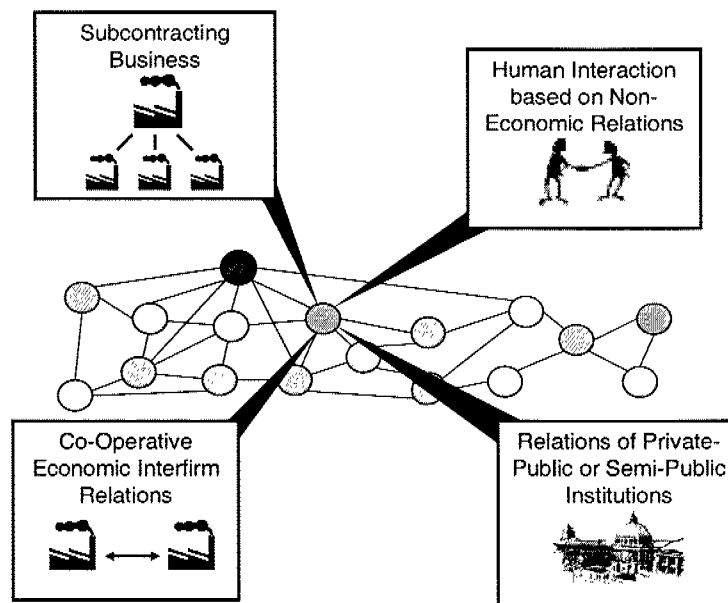 Subcontracting
Business
Human Interaction
based on Non-
Economic Relations
Co-Operative
Economic Interfirm
Relations
Relations of Private-
Public or Semi-Public
Institutions